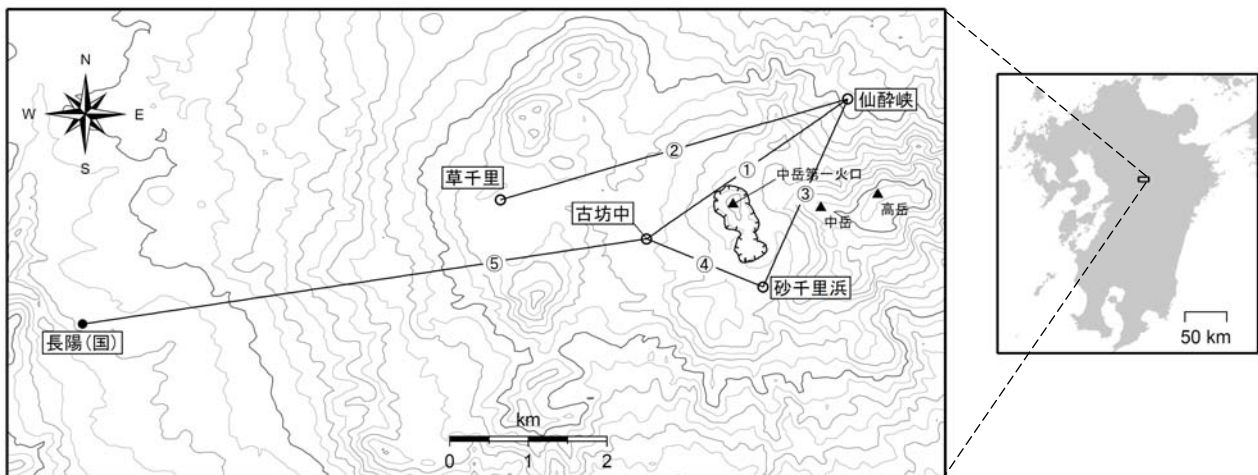 N
W
E
S
仙酔峡
②
①
草千里
中岳第一火口
③
古坊中
中岳
高岳
④
⑤
砂千里浜
長陽(国)
km
0 1 2
50 km